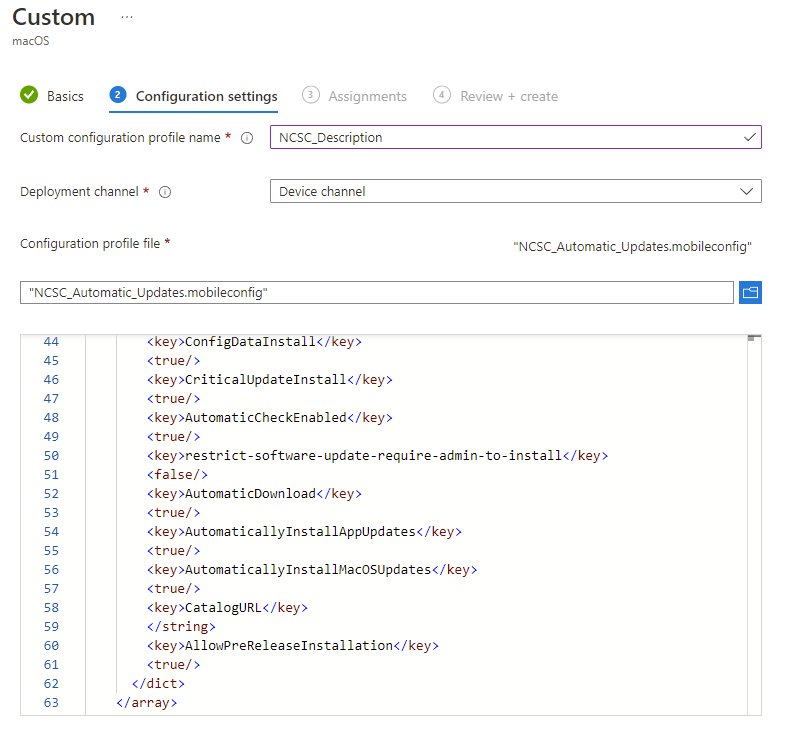 Custom ...
macOS
Basics 2 Configuration settings 3 Assignments 4 Review + create
Custom configuration profile name * NCSC_Description
Deployment channel * Device channel
Configuration profile file * "NCSC_Automatic_Updates.mobileconfig"
"NCSC_Automatic_Updates.mobileconfig"
44 <key>ConfigDataInstall</key>
45 <true/>
46 <key>CriticalUpdateInstall</key>
47 <true/>
48 <key>AutomaticCheckEnabled</key>
49 <true/>
50 <key>restrict-software-update-require-admin-to-install</key>
51 <false/>
52 <key>AutomaticDownload</key>
53 <true/>
54 <key>AutomaticallyInstallAppUpdates</key>
55 <true/>
56 <key>AutomaticallyInstallMacOSUpdates</key>
57 <true/>
58 <key>CatalogURL</key>
59 </string>
60 <key>AllowPreReleaseInstallation</key>
61 <true/>
62 </dict>
63 </array>